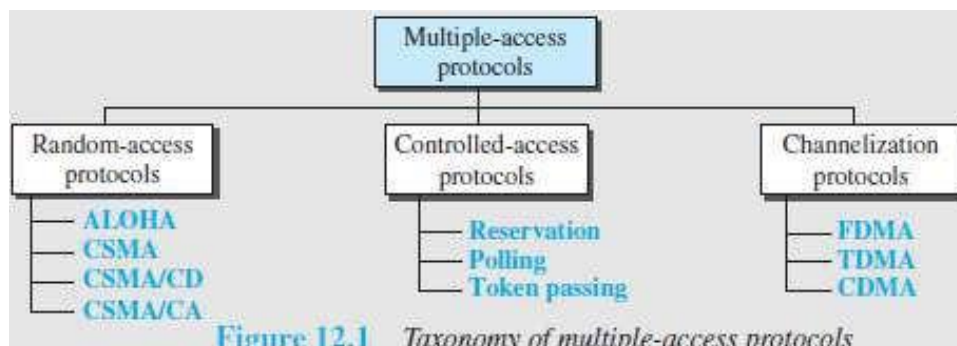 Multiple-access
protocols
Random-access
protocols
ALOHA
CSMA
CSMA/CD
CSMA/CA
Controlled-access
protocols
Reservation
Polling
Token passing
Channelization
protocols
FDMA
TDMA
CDMA
Figure 12.1 Taxonomy of multiple-access protocols